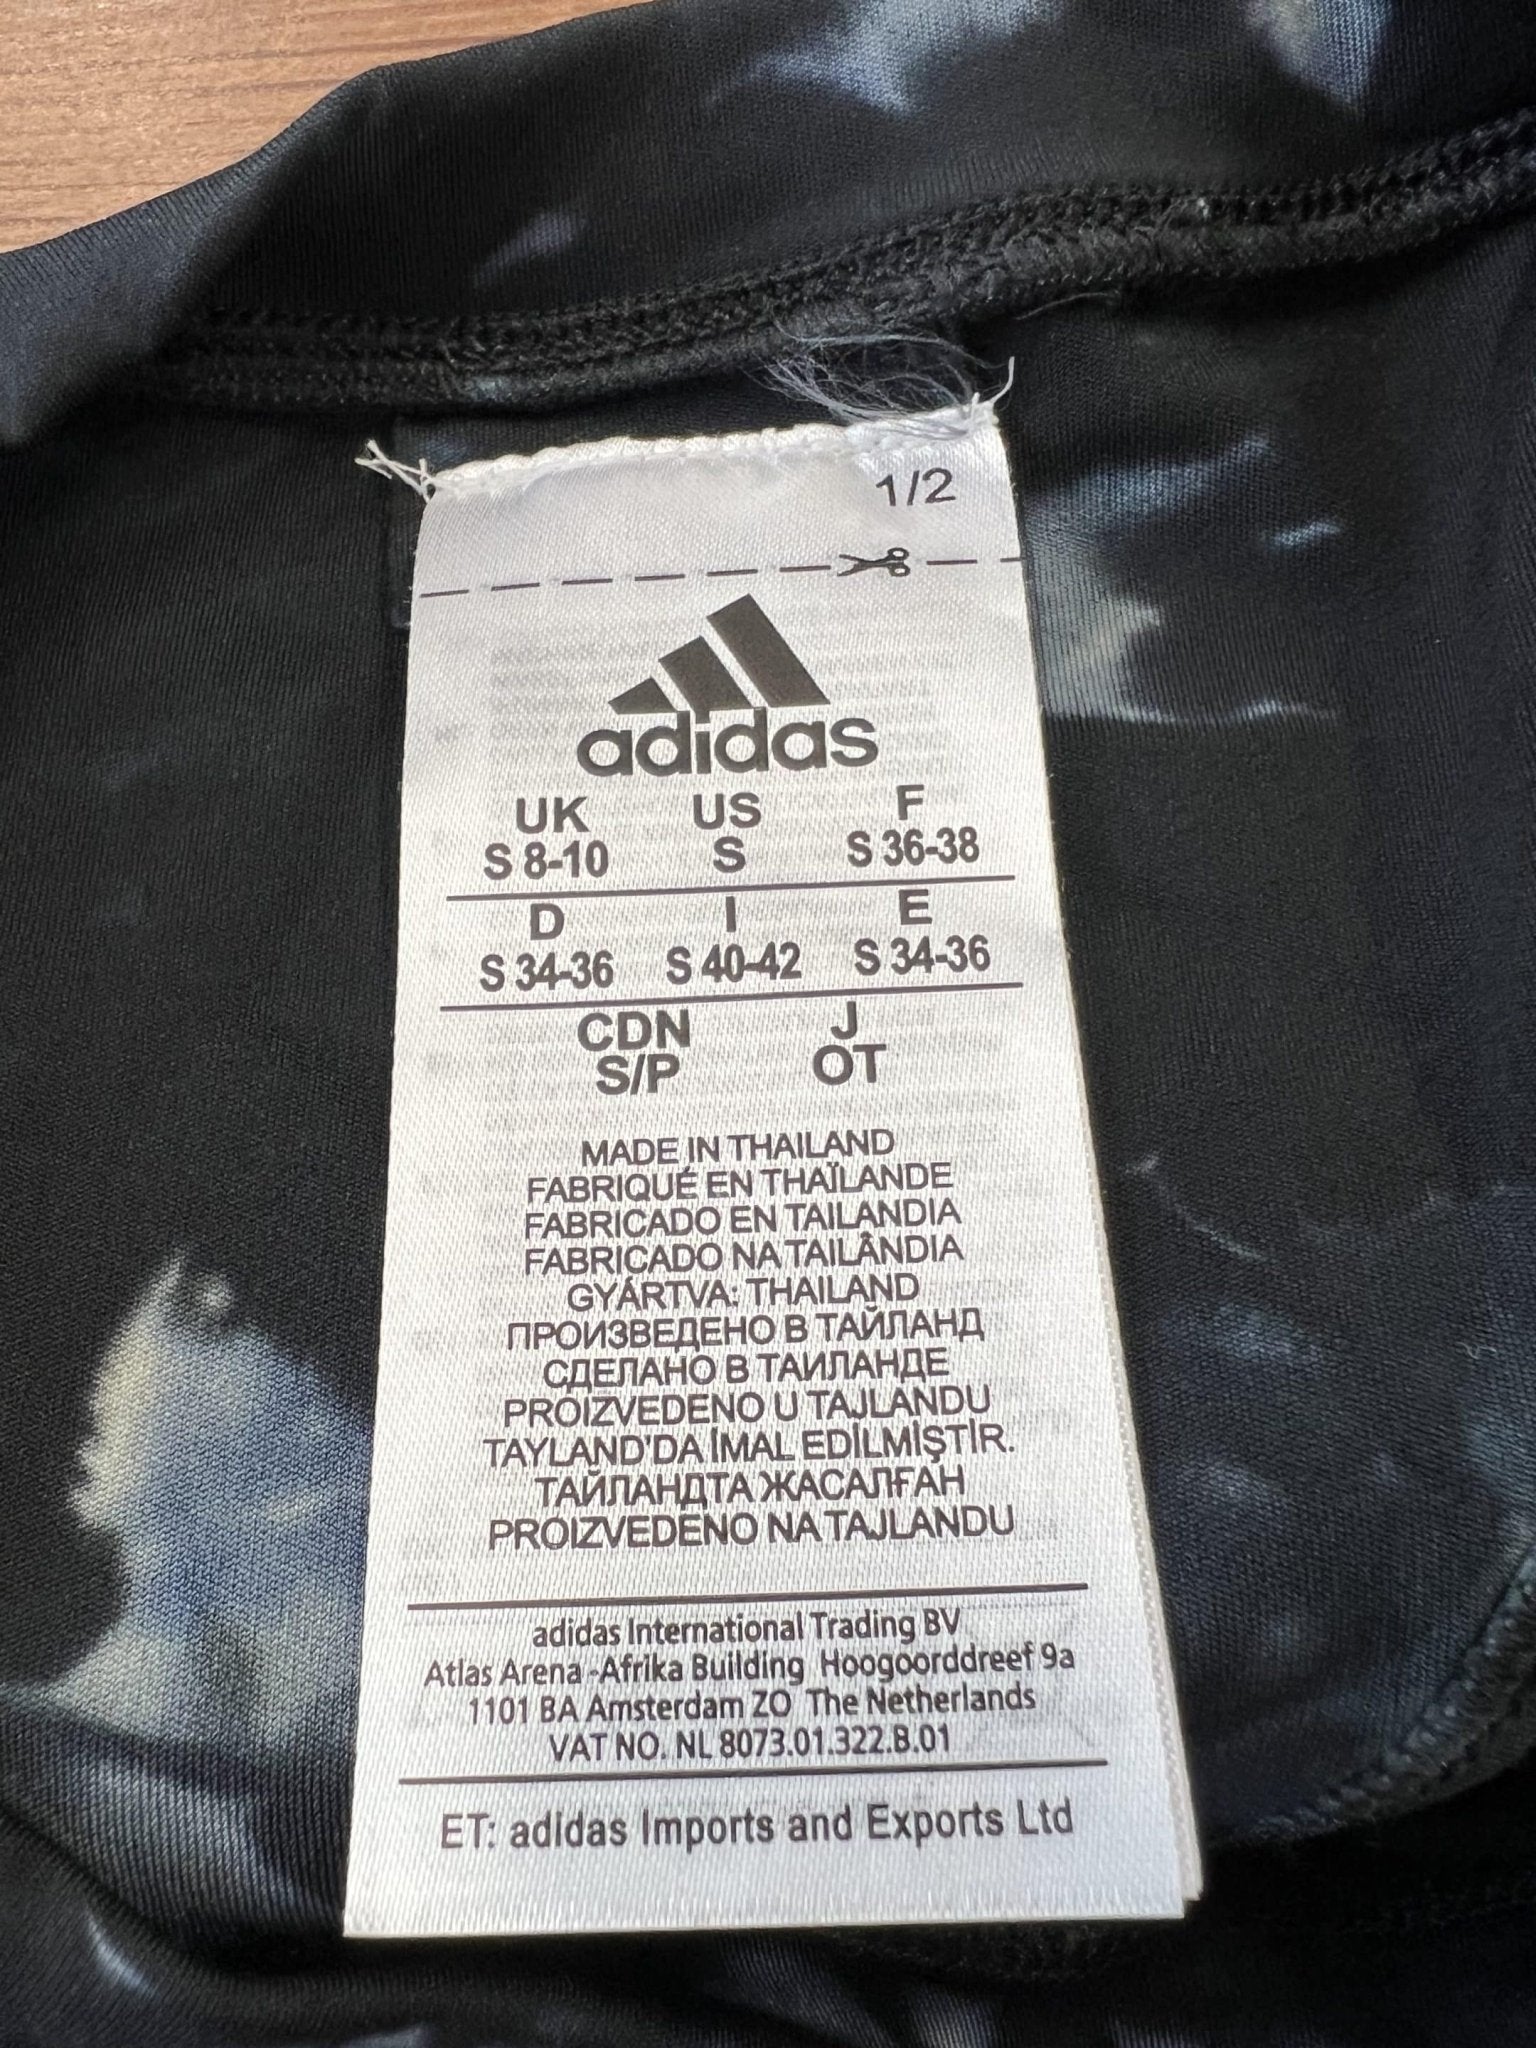 1/2
adidas
UK US F
S 8-10 S S 36-38
D I E
S 34-36 S 40-42 S 34-36
CDN J
S/P OT
MADE IN THAILAND
FABRIQUÉ EN THAÏLANDE
FABRICADO EN TAILANDIA
FABRICADO NA TAILÂNDIA
GYÁRTVA: THAILAND
ПРОИЗВЕДЕНО В ТАЙЛАНД
СДЕЛАНО В ТАИЛАНДЕ
PROIZVEDENO U TAJLANDU
TAYLAND'DA İMAL EDİLMİŞTİR.
ТАЙЛАНДТА ЖАСАЛҒАН
PROIZVEDENO NA TAJLANDU
adidas International Trading BV
Atlas Arena -Afrika Building Hoogoorddreef 9a
1101 BA Amsterdam ZO The Netherlands
VAT NO. NL 8073.01.322.B.01
ET: adidas Imports and Exports Ltd